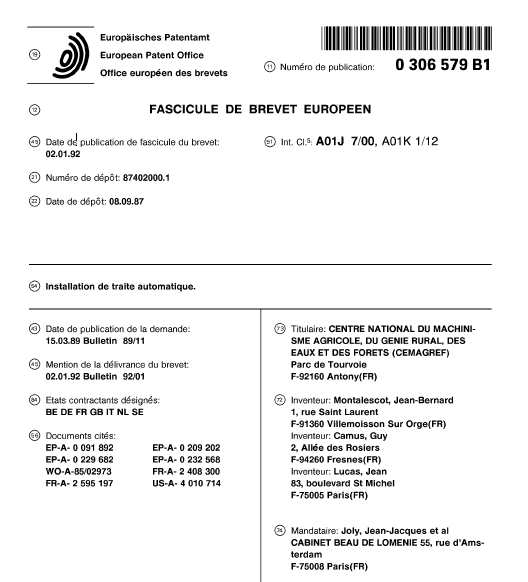 Europäisches Patentamt
19 European Patent Office
Office européen des brevets
11 Numéro de publication: 0 306 579 B1
12 FASCICULE DE BREVET EUROPEEN
45 Date de publication de fascicule du brevet:
02.01.92
51 Int. Cl.5: A01J 7/00, A01K 1/12
21 Numéro de dépôt: 87402000.1
22 Date de dépôt: 08.09.87
54 Installation de traite automatique.
43 Date de publication de la demande:
15.03.89 Bulletin 89/11
45 Mention de la délivrance du brevet:
02.01.92 Bulletin 92/01
84 Etats contractants désignés:
BE DE FR GB IT NL SE
56 Documents cités:
EP-A- 0 091 892 EP-A- 0 209 202
EP-A- 0 229 682 EP-A- 0 232 568
WO-A-85/02973 FR-A- 2 408 300
FR-A- 2 595 197 US-A- 4 010 714
73 Titulaire: CENTRE NATIONAL DU MACHINI-
SME AGRICOLE, DU GENIE RURAL, DES
EAUX ET DES FORETS (CEMAGREF)
Parc de Tourvoie
F-92160 Antony(FR)
72 Inventeur: Montalescot, Jean-Bernard
1, rue Saint Laurent
F-91360 Villemoisson Sur Orge(FR)
Inventeur: Camus, Guy
2, Allée des Rosiers
F-94260 Fresnes(FR)
Inventeur: Lucas, Jean
83, boulevard St Michel
F-75005 Paris(FR)
74 Mandataire: Joly, Jean-Jacques et al
CABINET BEAU DE LOMENIE 55, rue d'Ams-
terdam
F-75008 Paris(FR)